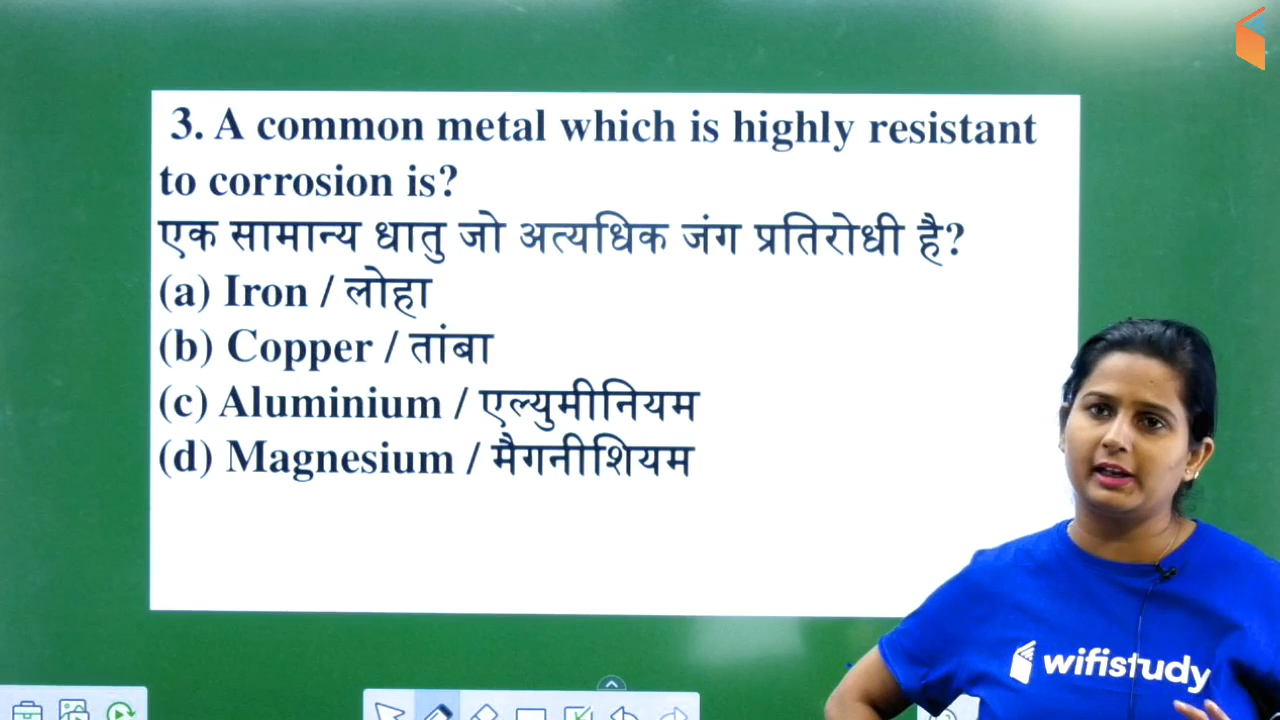 3. A common metal which is highly resistant
to corrosion is?
एक सामान्य धातु जो अत्यधिक जंग प्रतिरोधी है?
(a) Iron / लोहा
(b) Copper / तांबा
(c) Aluminium / एल्युमीनियम
(d) Magnesium / मैगनीशियम
wifistudy